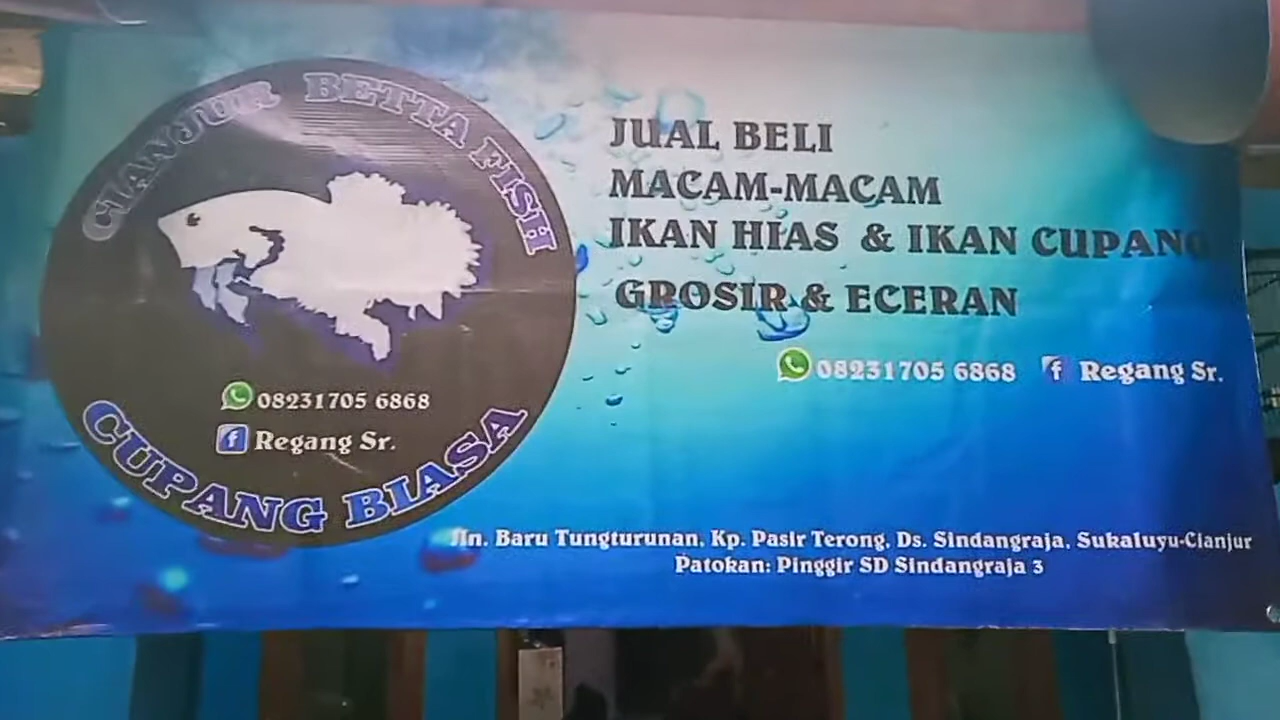 CIANJUR BETTA FISH
08231705 6868
Regang Sr.
CUPANG BIASA
JUAL BELI
MACAM-MACAM
IKAN HIAS & IKAN CUPANG
GROSIR & ECERAN
08231705 6868 Regang Sr.
Jln. Baru Tungturunan, Kp. Pasir Terong, Ds. Sindangraja, Sukaluyu-Cianjur
Patokan: Pinggir SD Sindangraja 3